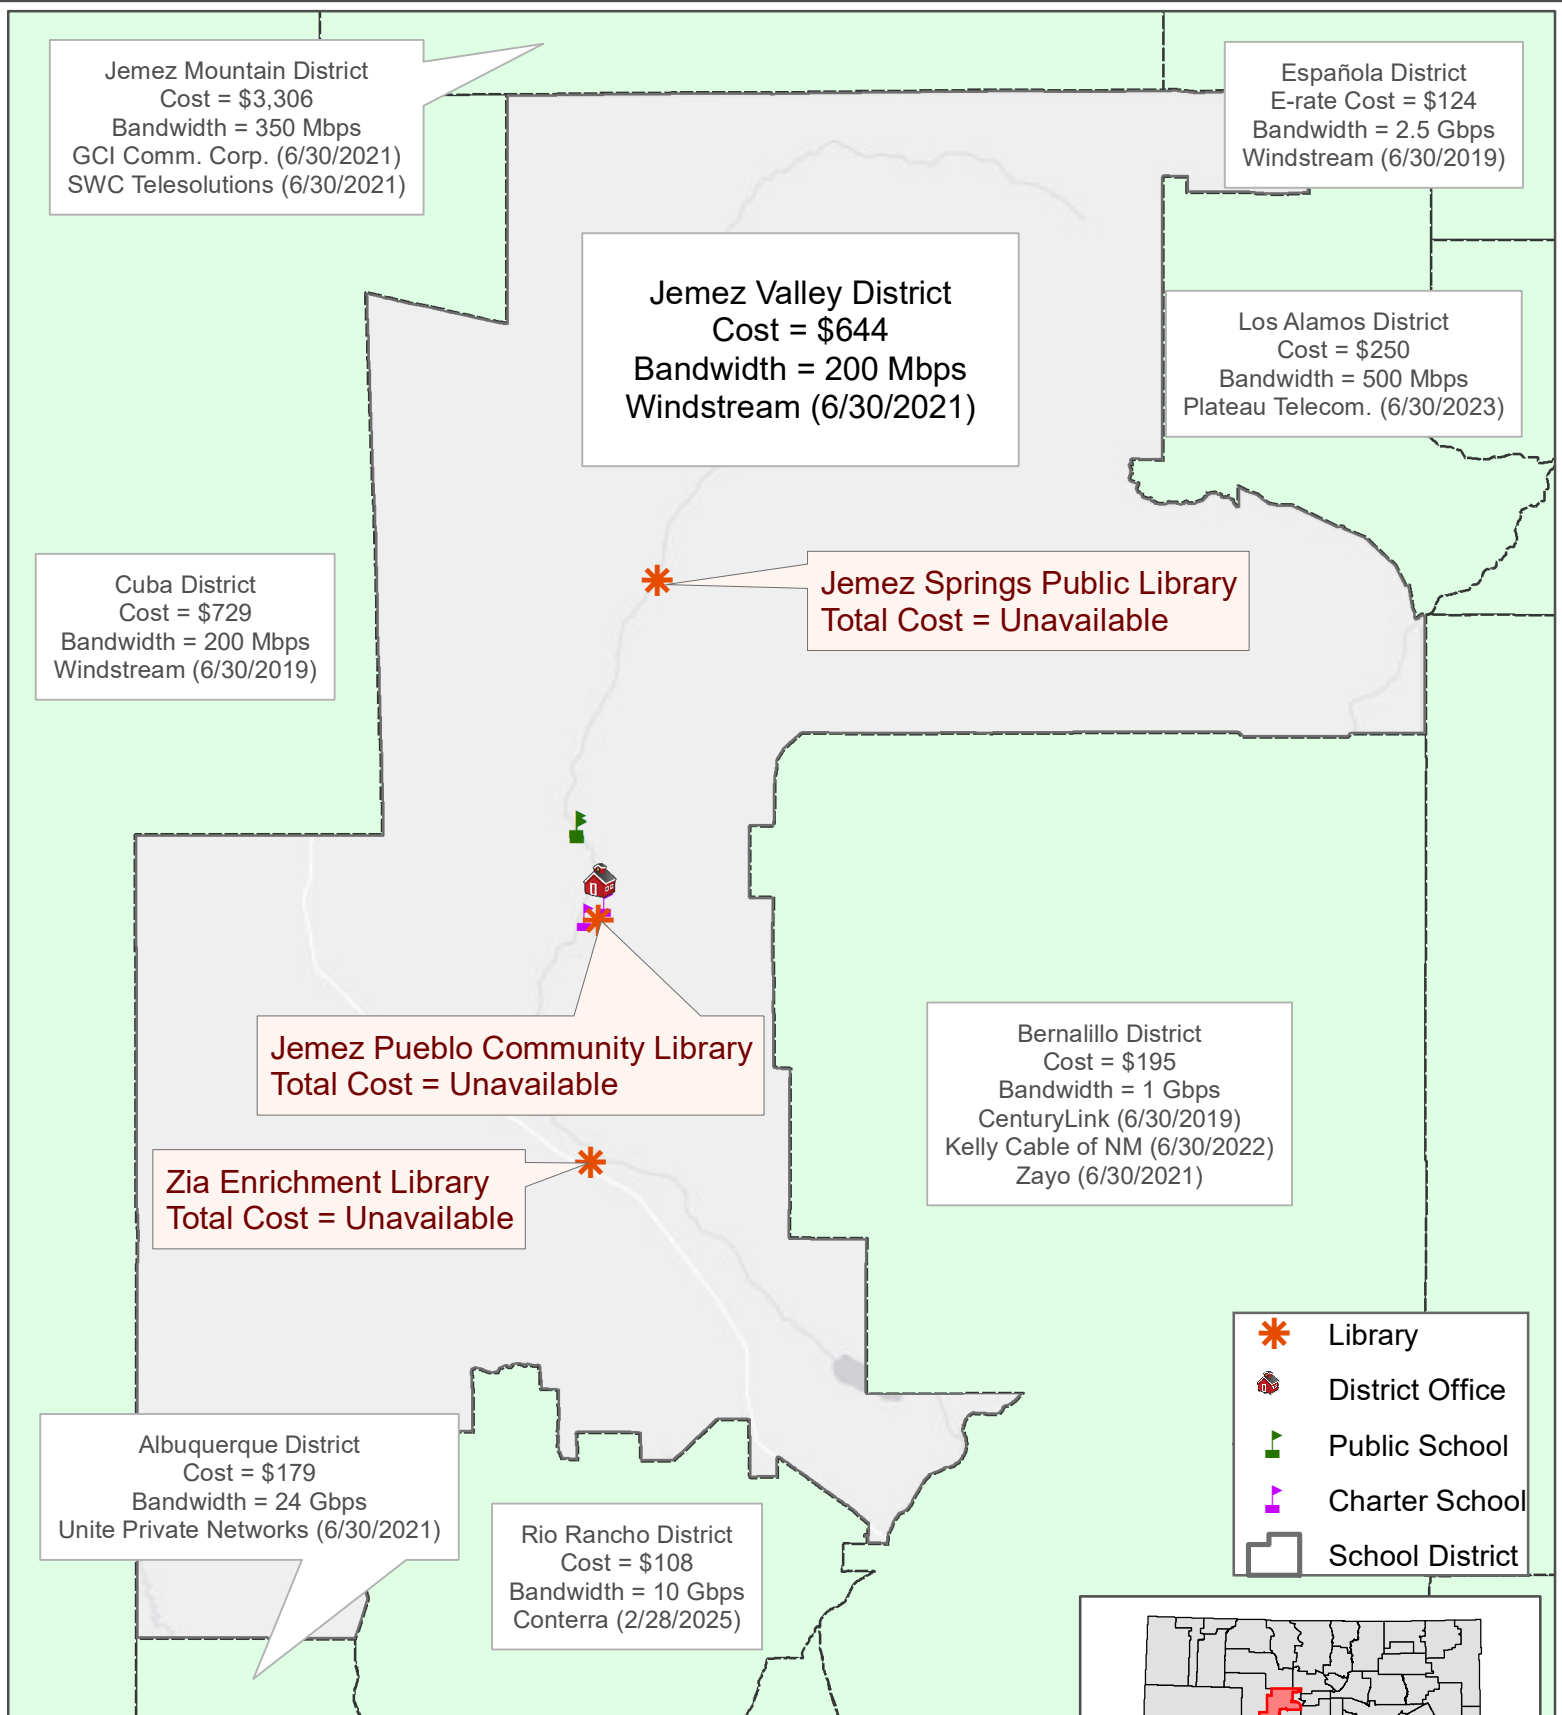 Jemez Mountain District
Cost = $3,306
Bandwidth = 350 Mbps
GCI Comm. Corp. (6/30/2021)
SWC Telesolutions (6/30/2021)
Española District
E-rate Cost = $124
Bandwidth = 2.5 Gbps
Windstream (6/30/2019)
Jemez Valley District
Cost = $644
Bandwidth = 200 Mbps
Windstream (6/30/2021)
Los Alamos District
Cost = $250
Bandwidth = 500 Mbps
Plateau Telecom. (6/30/2023)
Cuba District
Cost = $729
Bandwidth = 200 Mbps
Windstream (6/30/2019)
Jemez Springs Public Library
Total Cost = Unavailable
Jemez Pueblo Community Library
Total Cost = Unavailable
Bernalillo District
Cost = $195
Bandwidth = 1 Gbps
CenturyLink (6/30/2019)
Kelly Cable of NM (6/30/2022)
Zayo (6/30/2021)
Zia Enrichment Library
Total Cost = Unavailable
Albuquerque District
Cost = $179
Bandwidth = 24 Gbps
Unite Private Networks (6/30/2021)
Rio Rancho District
Cost = $108
Bandwidth = 10 Gbps
Conterra (2/28/2025)
Library
District Office
Public School
Charter School
School District